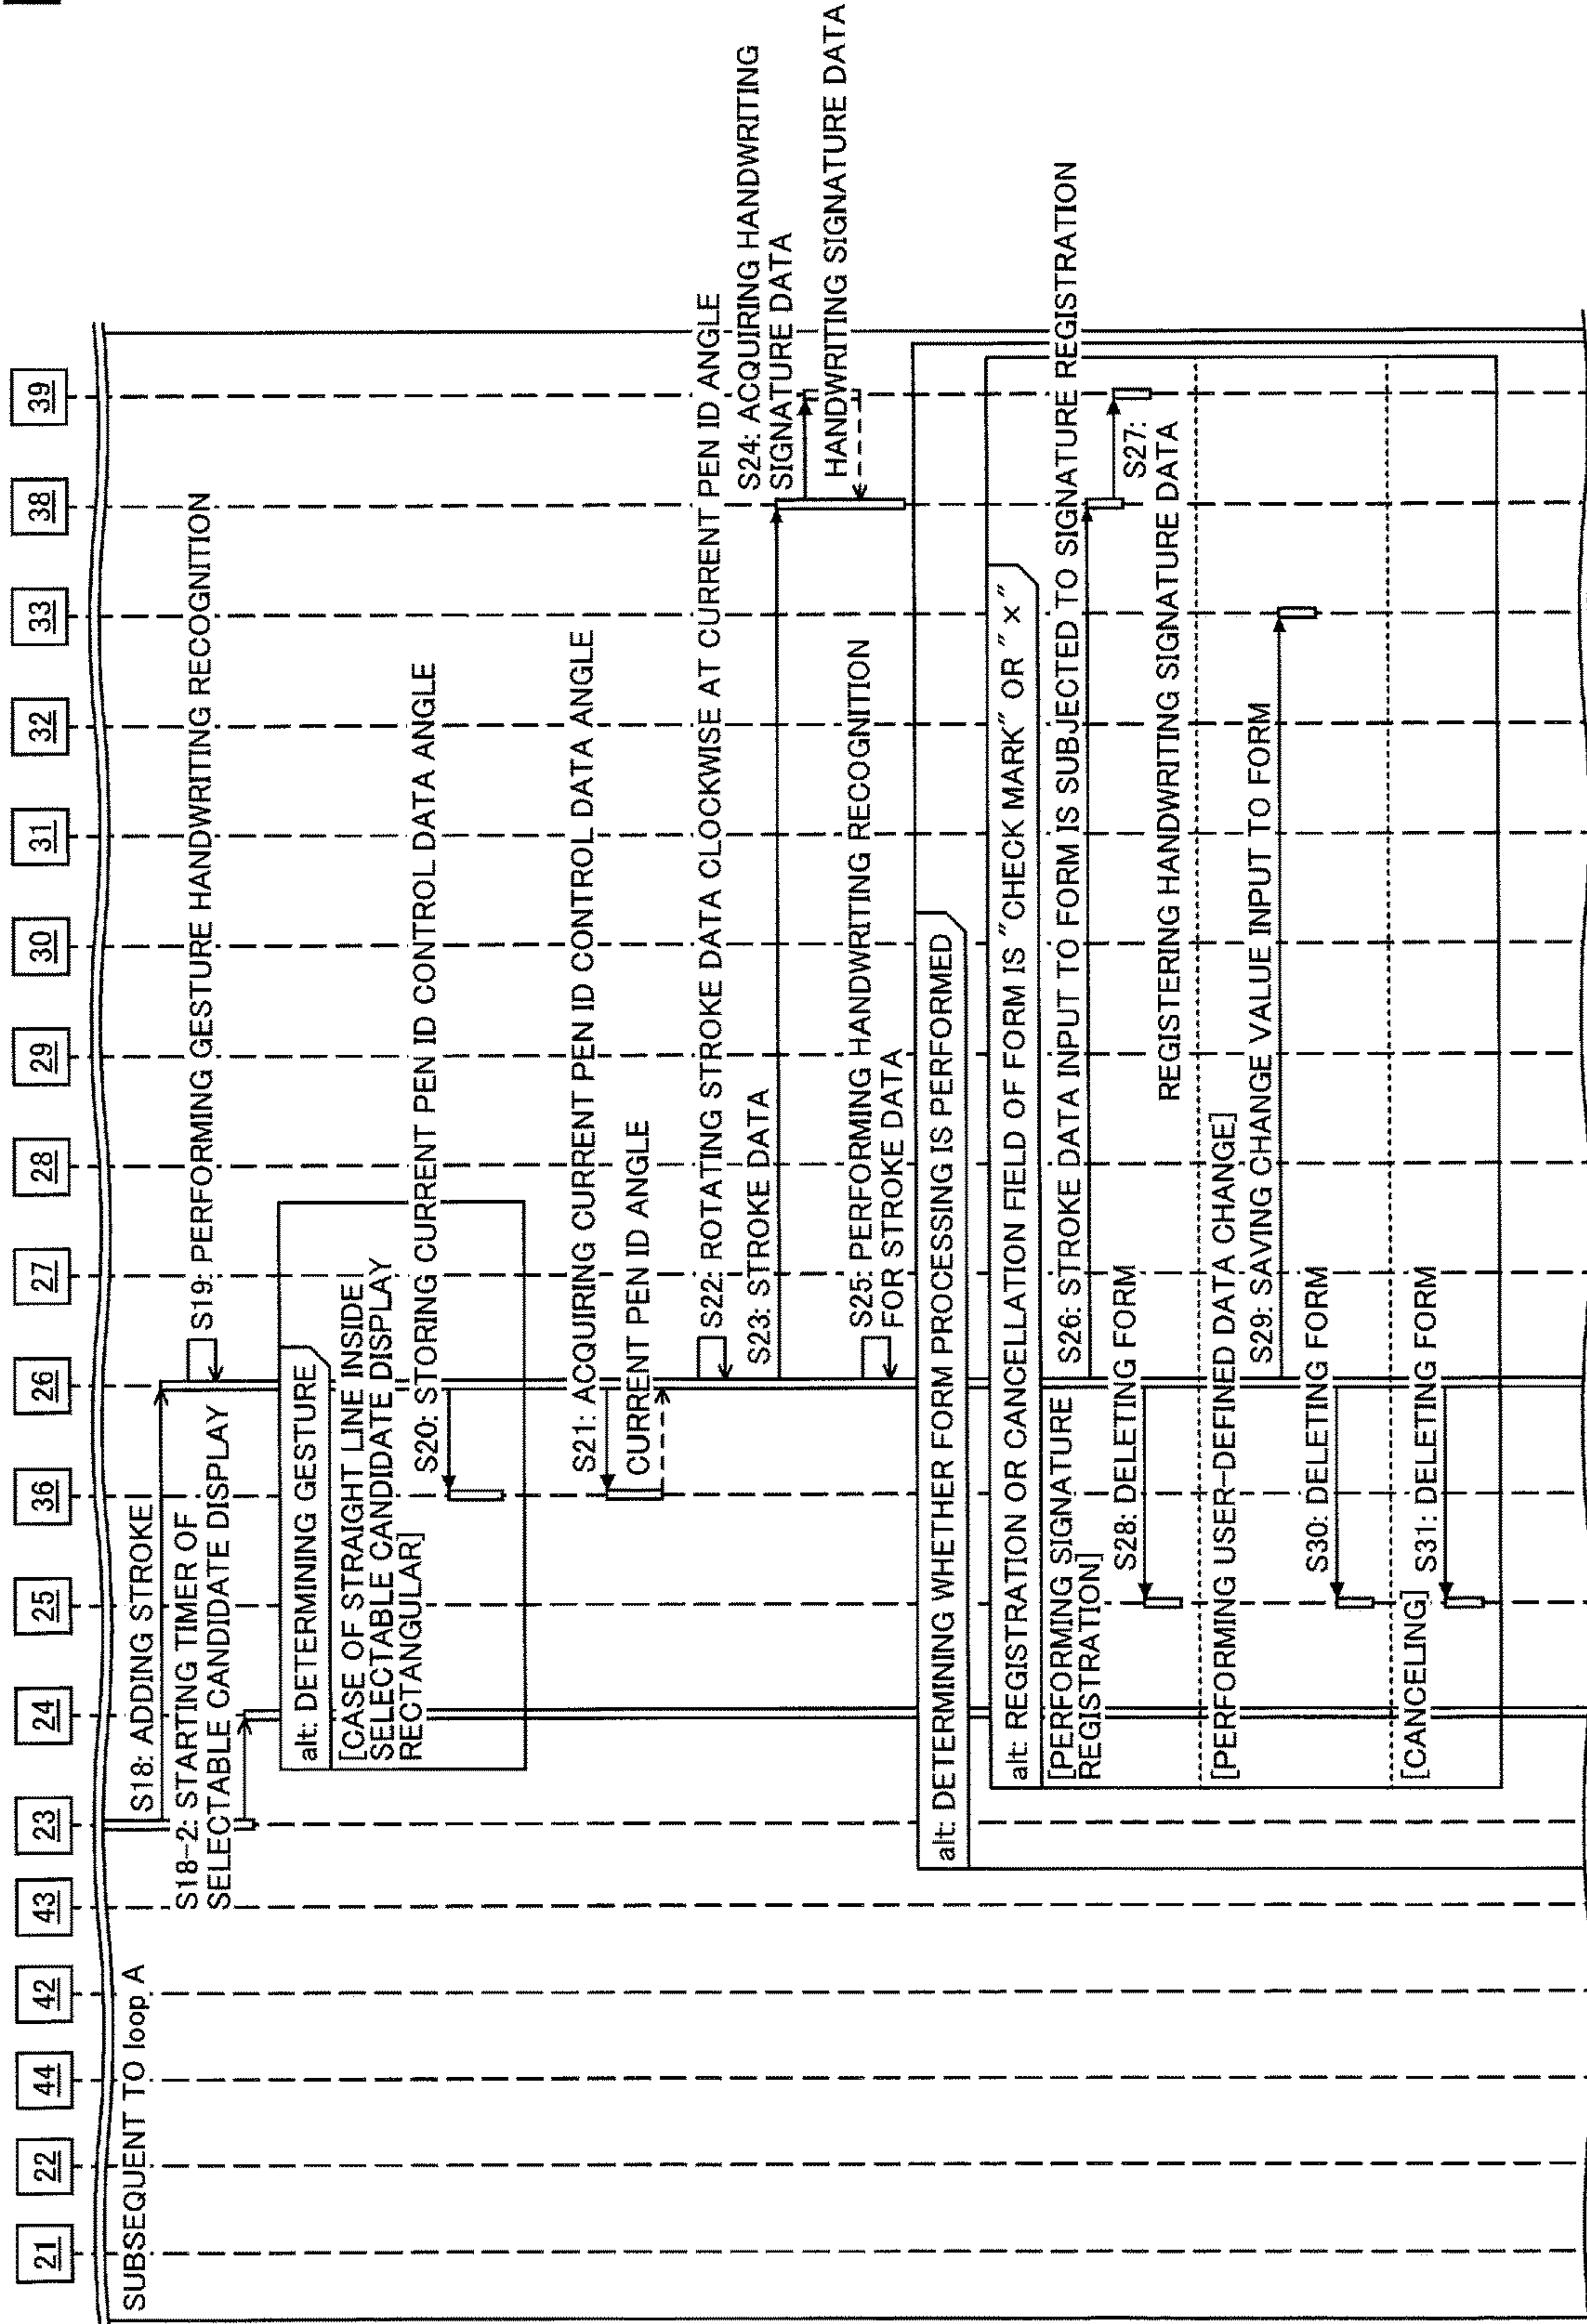 21
22
44
42
43
23
24
25
36
26
27
28
29
30
31
32
33
38
39
SUBSEQUENT TO loop A
S18: ADDING STROKE
S18-2: STARTING TIMER OF
SELECTABLE CANDIDATE DISPLAY
S19: PERFORMING GESTURE HANDWRITING RECOGNITION
alt: DETERMINING GESTURE
[CASE OF STRAIGHT LINE INSIDE
SELECTABLE CANDIDATE DISPLAY
RECTANGULAR]
S20: STORING CURRENT PEN ID CONTROL DATA ANGLE
S21: ACQUIRING CURRENT PEN ID CONTROL DATA ANGLE
CURRENT PEN ID ANGLE
S22: ROTATING STROKE DATA CLOCKWISE AT CURRENT PEN ID ANGLE
S23: STROKE DATA
S24: ACQUIRING HANDWRITING
SIGNATURE DATA
HANDWRITING SIGNATURE DATA
S25: PERFORMING HANDWRITING RECOGNITION
FOR STROKE DATA
alt: DETERMINING WHETHER FORM PROCESSING IS PERFORMED
alt: REGISTRATION OR CANCELLATION FIELD OF FORM IS "CHECK MARK" OR "×"
[PERFORMING SIGNATURE
REGISTRATION]
S26: STROKE DATA INPUT TO FORM IS SUBJECTED TO SIGNATURE REGISTRATION
S27:
REGISTERING HANDWRITING SIGNATURE DATA
S28: DELETING FORM
[PERFORMING USER-DEFINED DATA CHANGE]
S29: SAVING CHANGE VALUE INPUT TO FORM
S30: DELETING FORM
[CANCELING]
S31: DELETING FORM